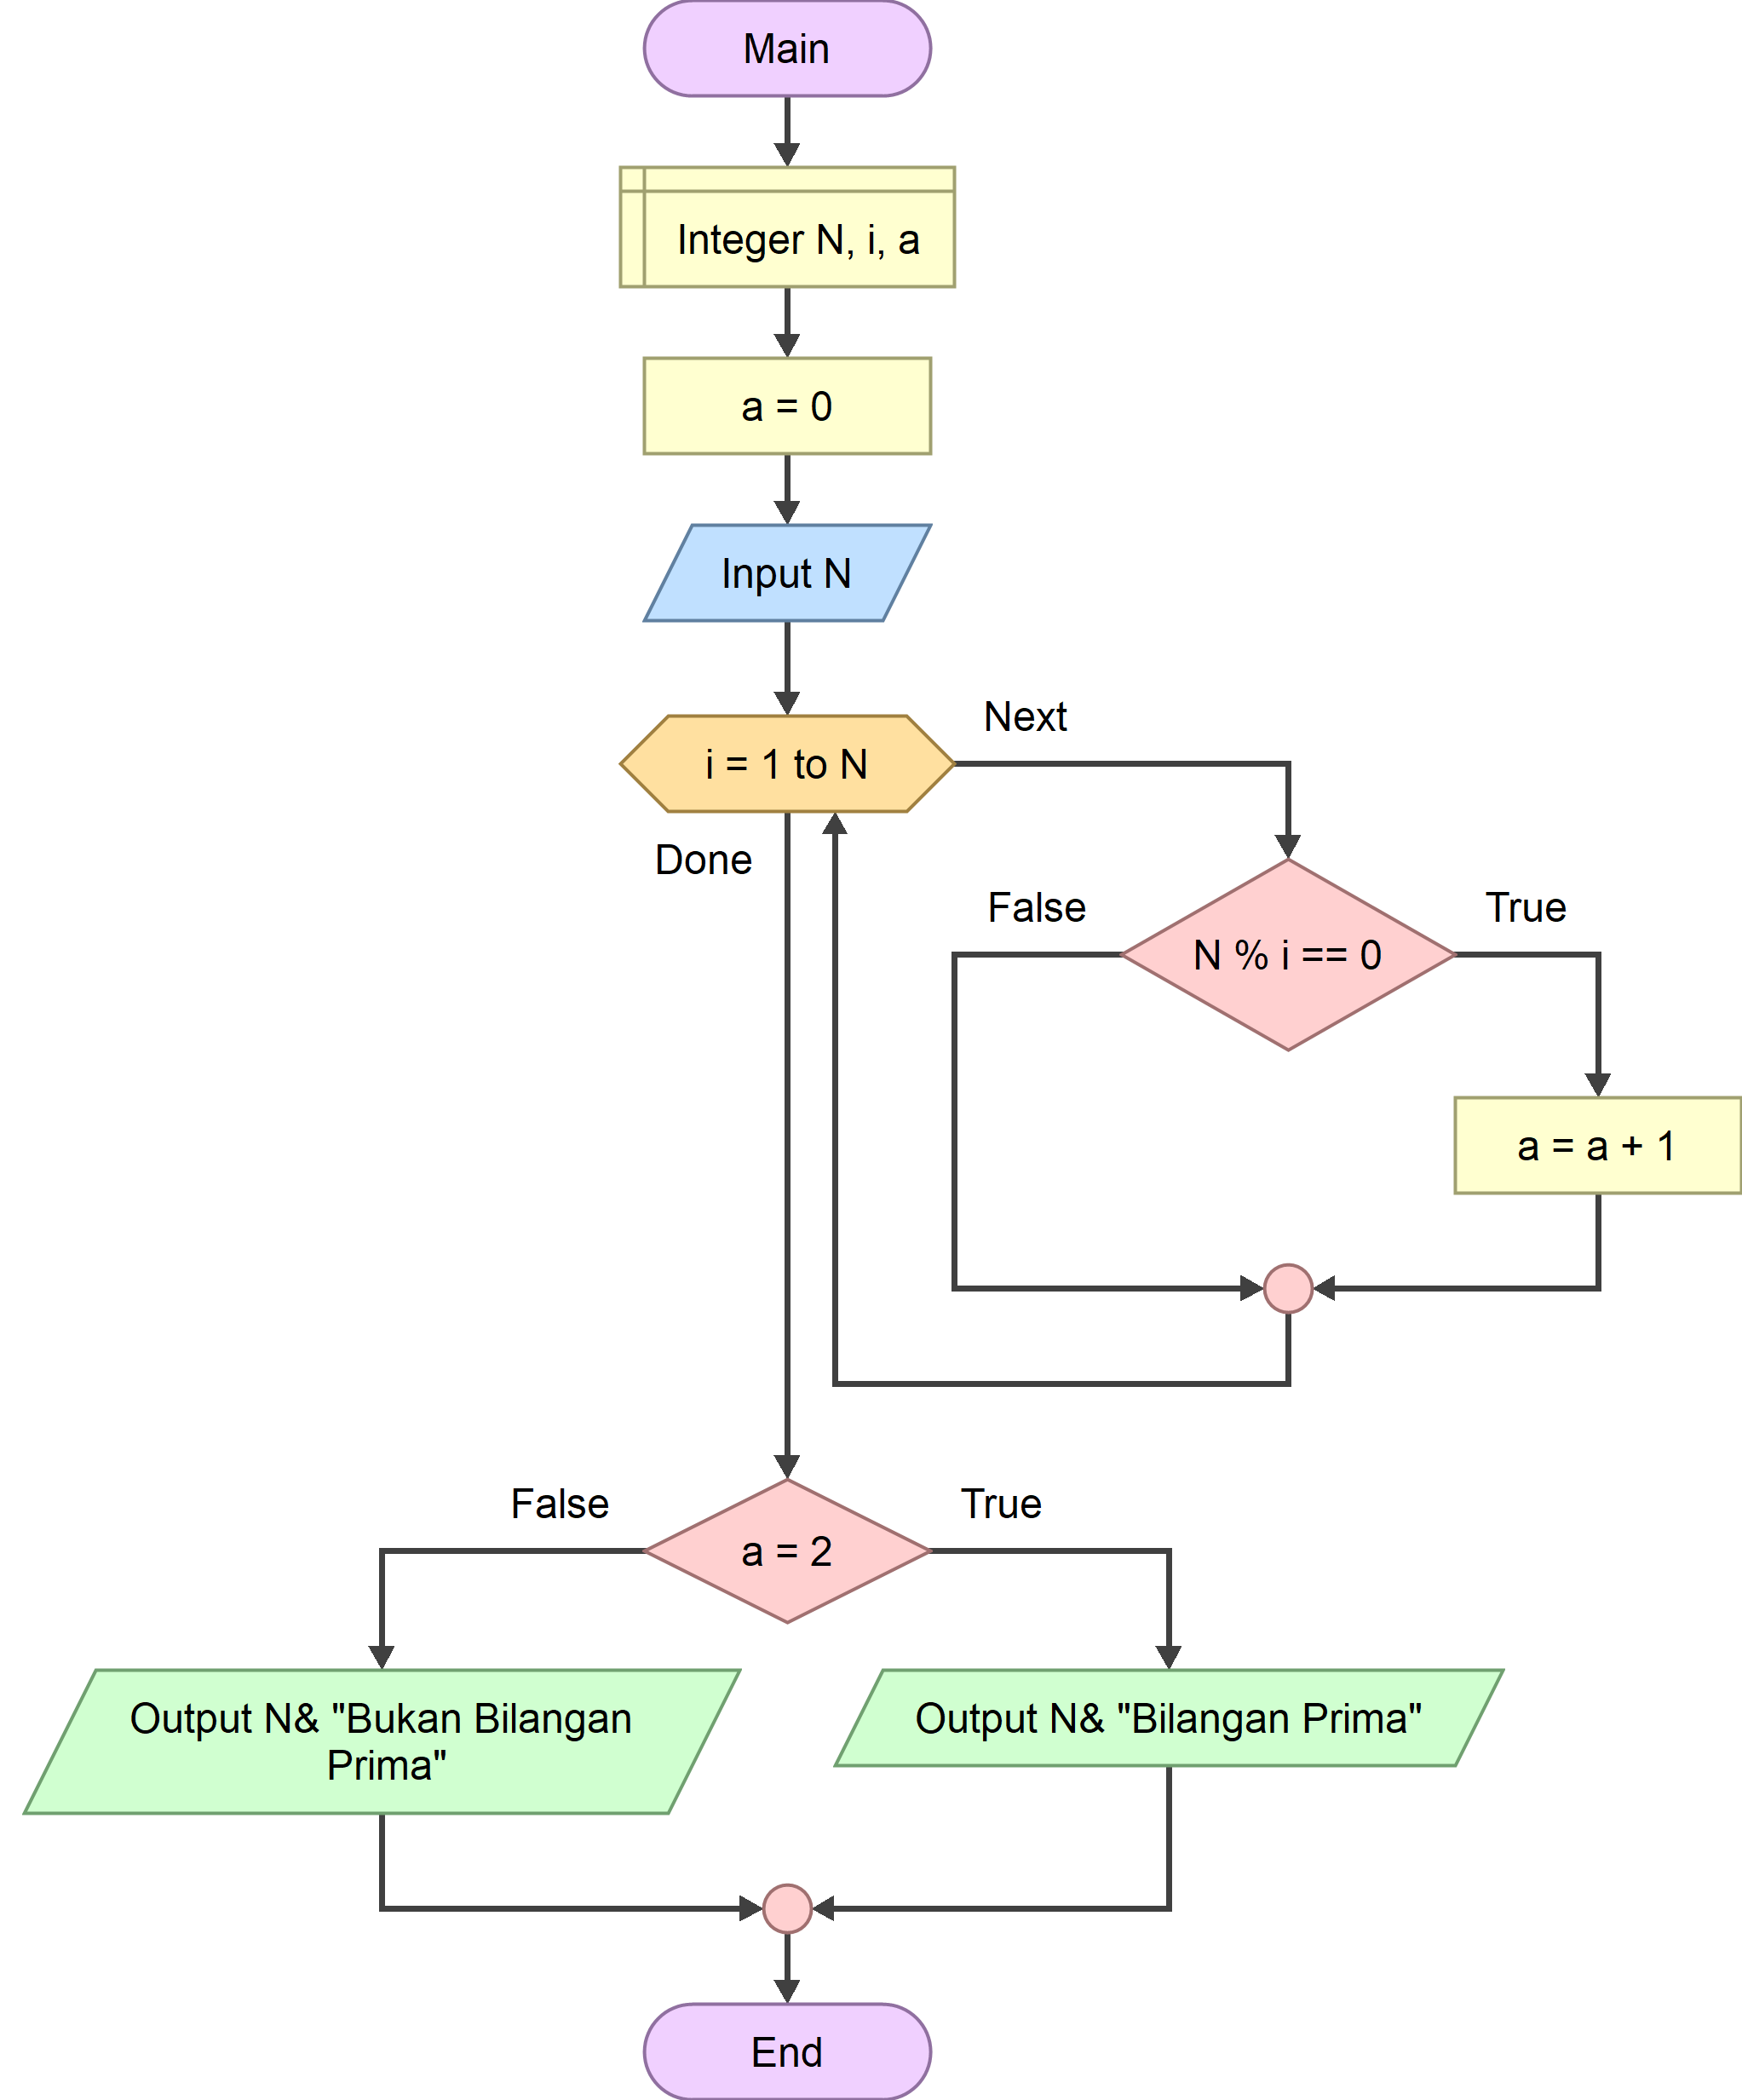 Main
Integer N, i, a
a = 0
Input N
i = 1 to N
Next
Done
False
True
N % i == 0
a = a + 1
False
True
a = 2
Output N& "Bukan Bilangan
Prima"
Output N& "Bilangan Prima"
End